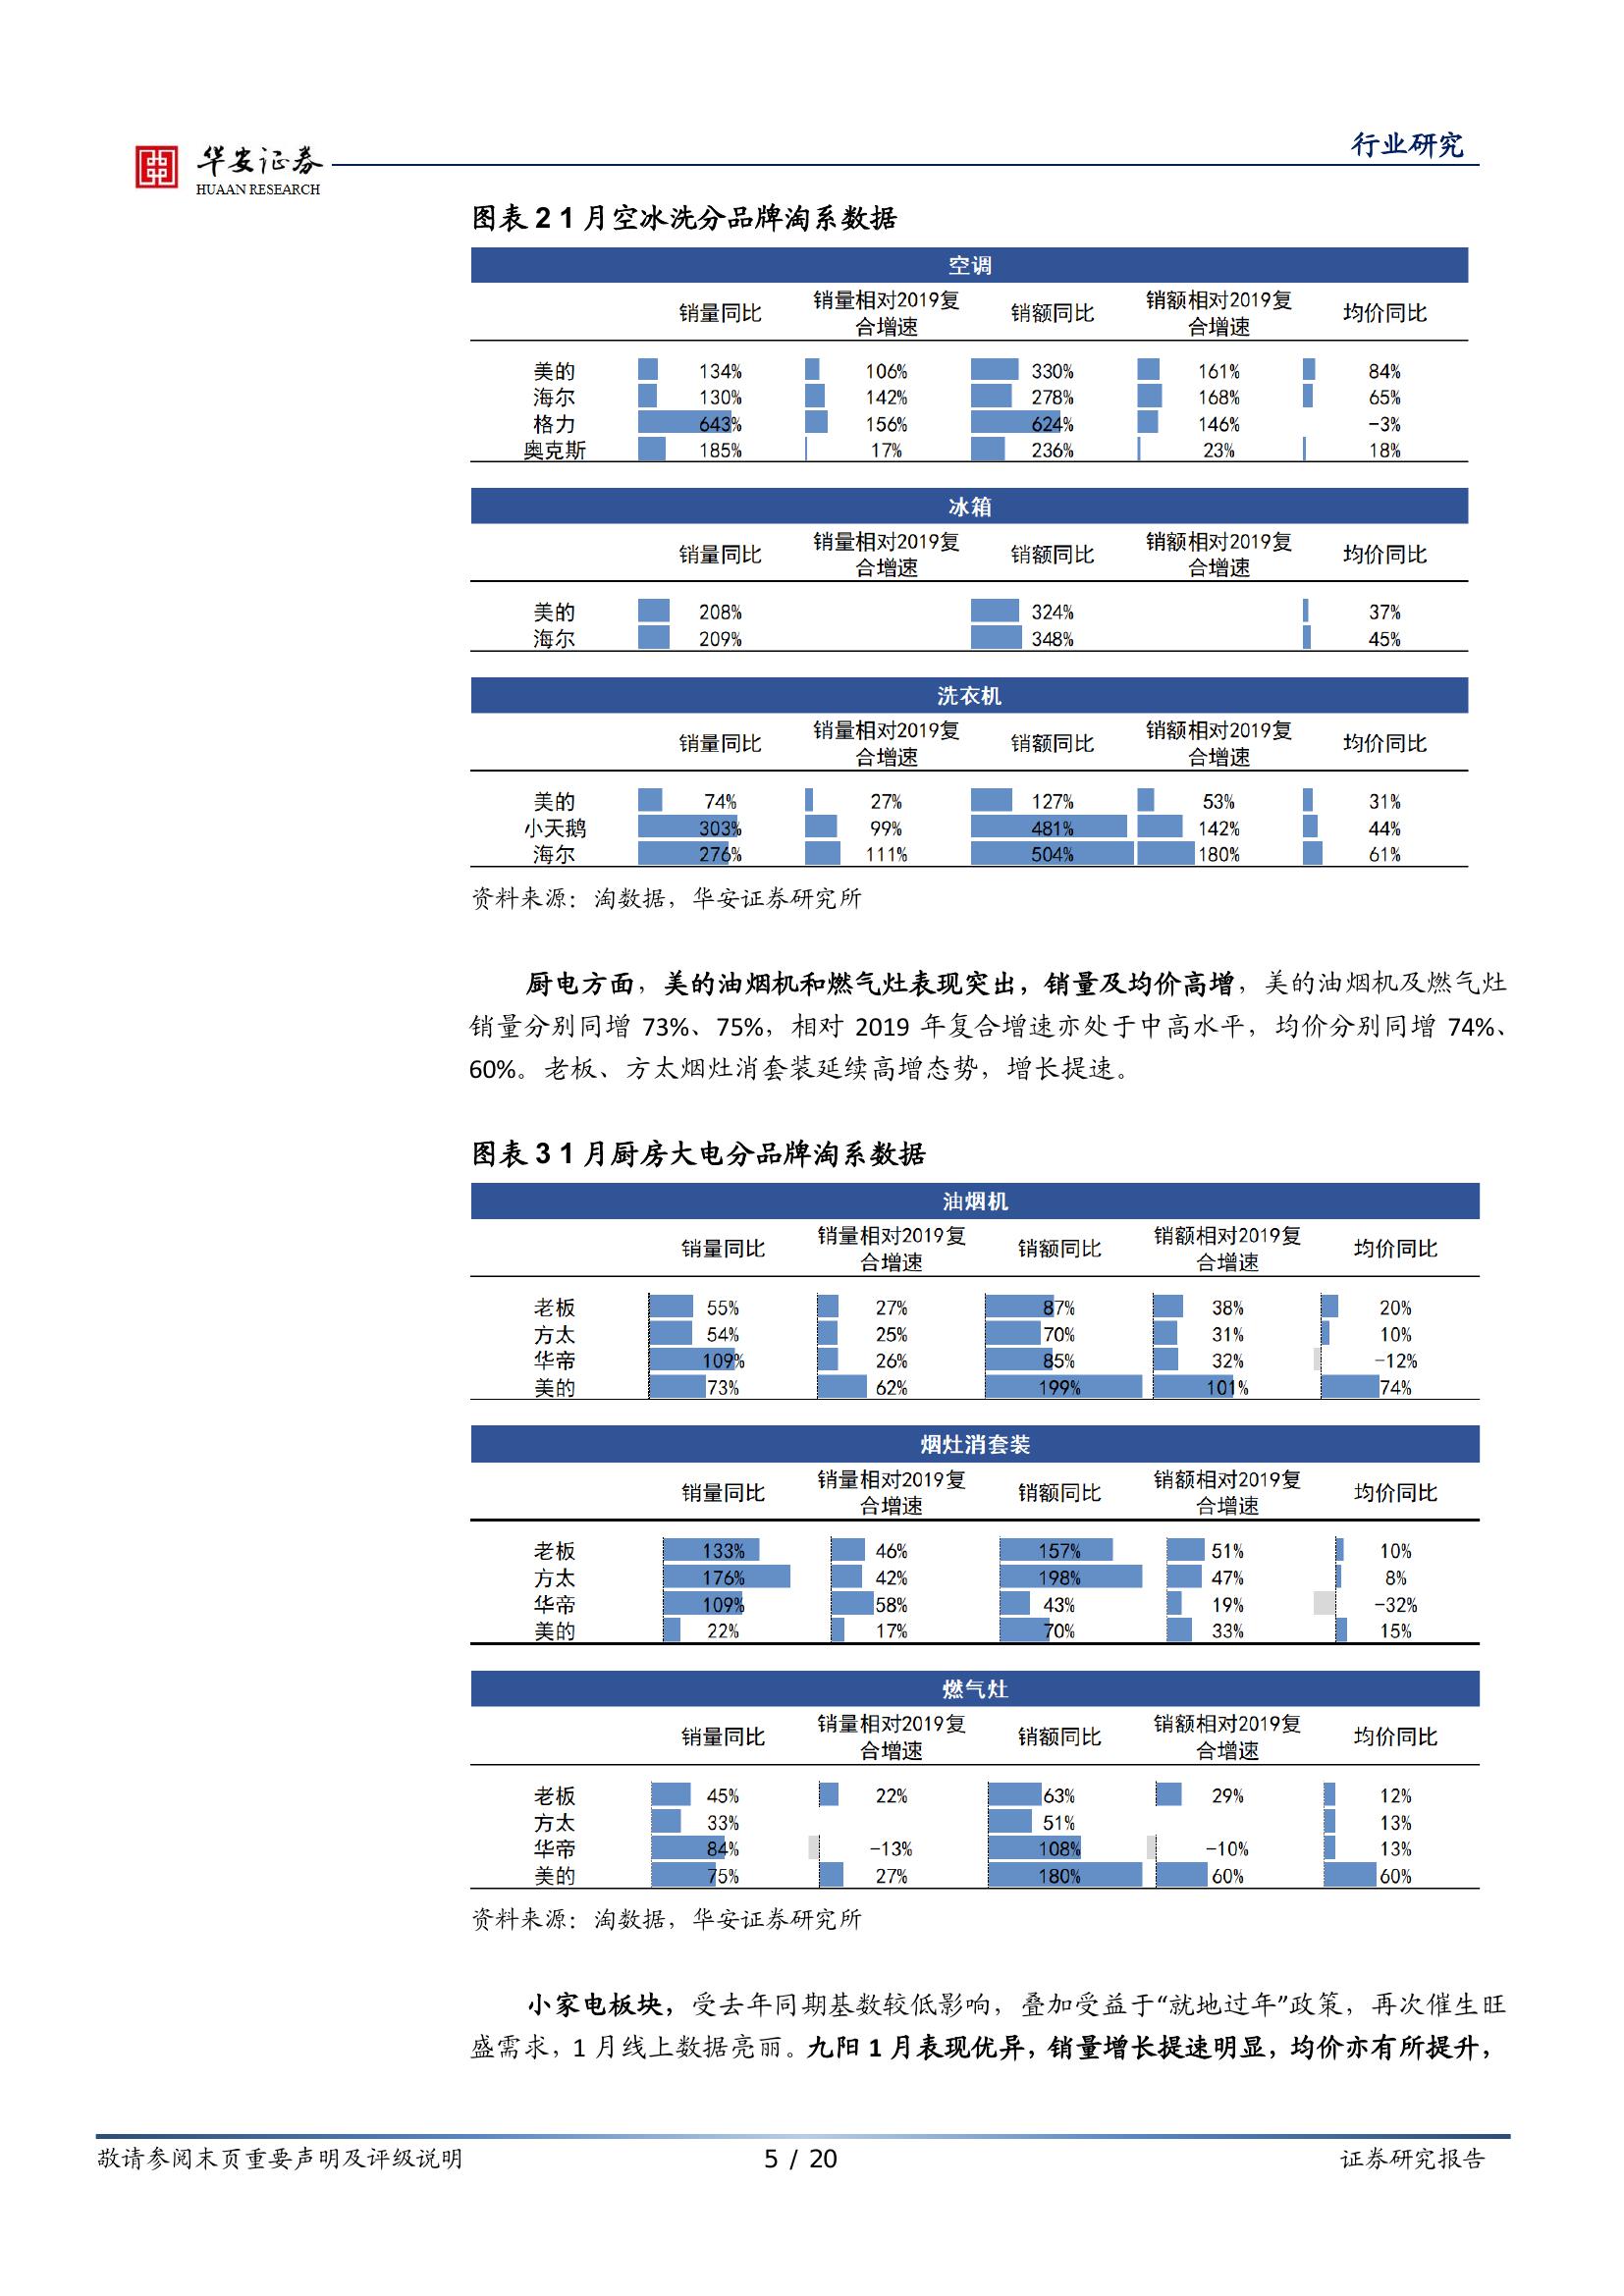 行业研究
华安证券
HUAAN RESEARCH
图表 2 1 月空冰洗分品牌淘系数据
空调
销量同比 销量相对2019复合增速 销额同比 销额相对2019复合增速 均价同比
美的 134% 106% 330% 161% 84%
海尔 130% 142% 278% 168% 65%
格力 643% 156% 624% 146% -3%
奥克斯 185% 17% 236% 23% 18%
冰箱
销量同比 销量相对2019复合增速 销额同比 销额相对2019复合增速 均价同比
美的 208% 324% 37%
海尔 209% 348% 45%
洗衣机
销量同比 销量相对2019复合增速 销额同比 销额相对2019复合增速 均价同比
美的 74% 27% 127% 53% 31%
小天鹅 303% 99% 481% 142% 44%
海尔 276% 111% 504% 180% 61%
资料来源：淘数据，华安证券研究所
厨电方面，美的油烟机和燃气灶表现突出，销量及均价高增，美的油烟机及燃气灶
销量分别同增 73%、75%，相对 2019 年复合增速亦处于中高水平，均价分别同增 74%、
60%。老板、方太烟灶消套装延续高增态势，增长提速。
图表 3 1 月厨房大电分品牌淘系数据
油烟机
销量同比 销量相对2019复合增速 销额同比 销额相对2019复合增速 均价同比
老板 55% 27% 87% 38% 20%
方太 54% 25% 70% 31% 10%
华帝 109% 26% 85% 32% -12%
美的 73% 62% 199% 101% 74%
烟灶消套装
销量同比 销量相对2019复合增速 销额同比 销额相对2019复合增速 均价同比
老板 133% 46% 157% 51% 10%
方太 176% 42% 198% 47% 8%
华帝 109% 58% 43% 19% -32%
美的 22% 17% 70% 33% 15%
燃气灶
销量同比 销量相对2019复合增速 销额同比 销额相对2019复合增速 均价同比
老板 45% 22% 63% 29% 12%
方太 33% 51% 13%
华帝 84% -13% 108% -10% 13%
美的 75% 27% 180% 60% 60%
资料来源：淘数据，华安证券研究所
小家电板块，受去年同期基数较低影响，叠加受益于“就地过年”政策，再次催生旺
盛需求，1 月线上数据亮丽。九阳 1 月表现优异，销量增长提速明显，均价亦有所提升，
敬请参阅末页重要声明及评级说明 5 / 20 证券研究报告